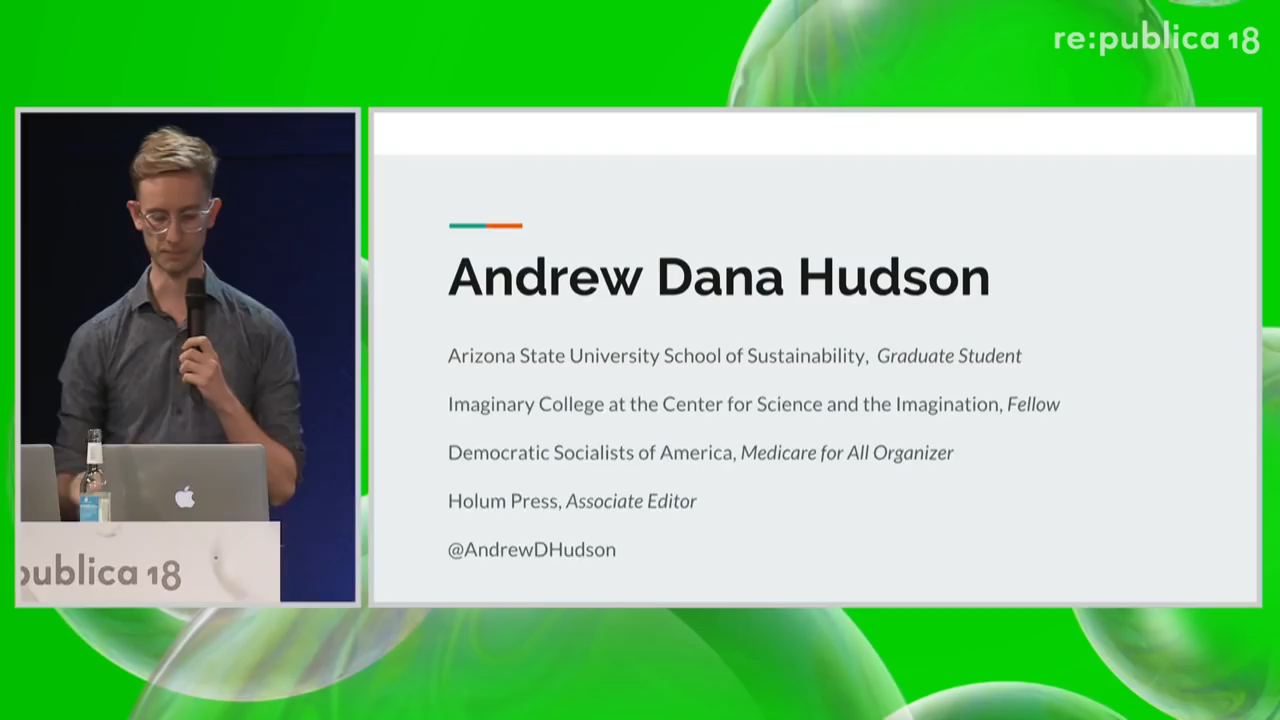 re:publica 18
Andrew Dana Hudson
Arizona State University School of Sustainability, Graduate Student
Imaginary College at the Center for Science and the Imagination, Fellow
Democratic Socialists of America, Medicare for All Organizer
Holum Press, Associate Editor
@AndrewDHudson
publica 18